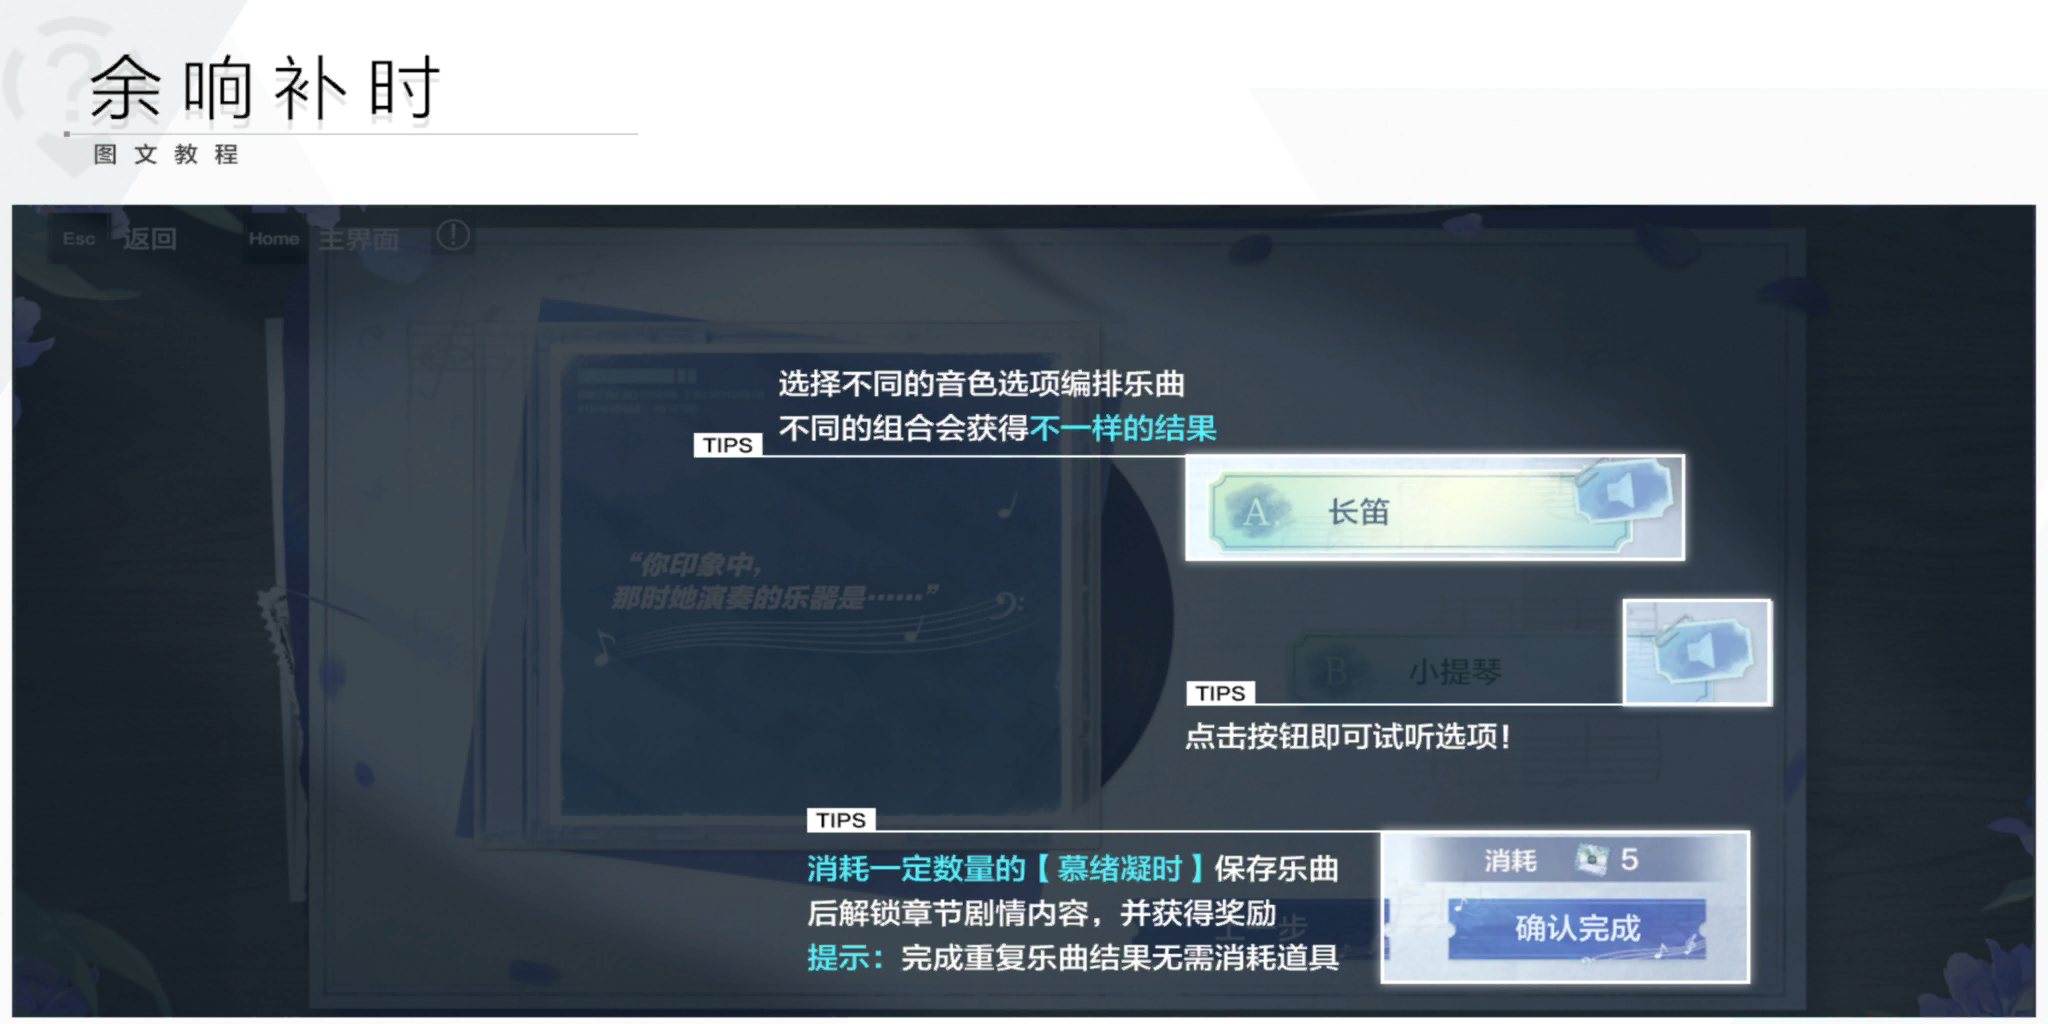 余响补时
图文教程
Esc 返回 Home 主界面
选择不同的音色选项编排乐曲
不同的组合会获得不一样的结果
TIPS
A. 长笛
“你印象中,
那时她演奏的乐器是……”
B. 小提琴
TIPS
点击按钮即可试听选项!
TIPS
消耗一定数量的【慕绪凝时】保存乐曲
后解锁章节剧情内容，并获得奖励
提示：完成重复乐曲结果无需消耗道具
消耗 5
上一步
确认完成